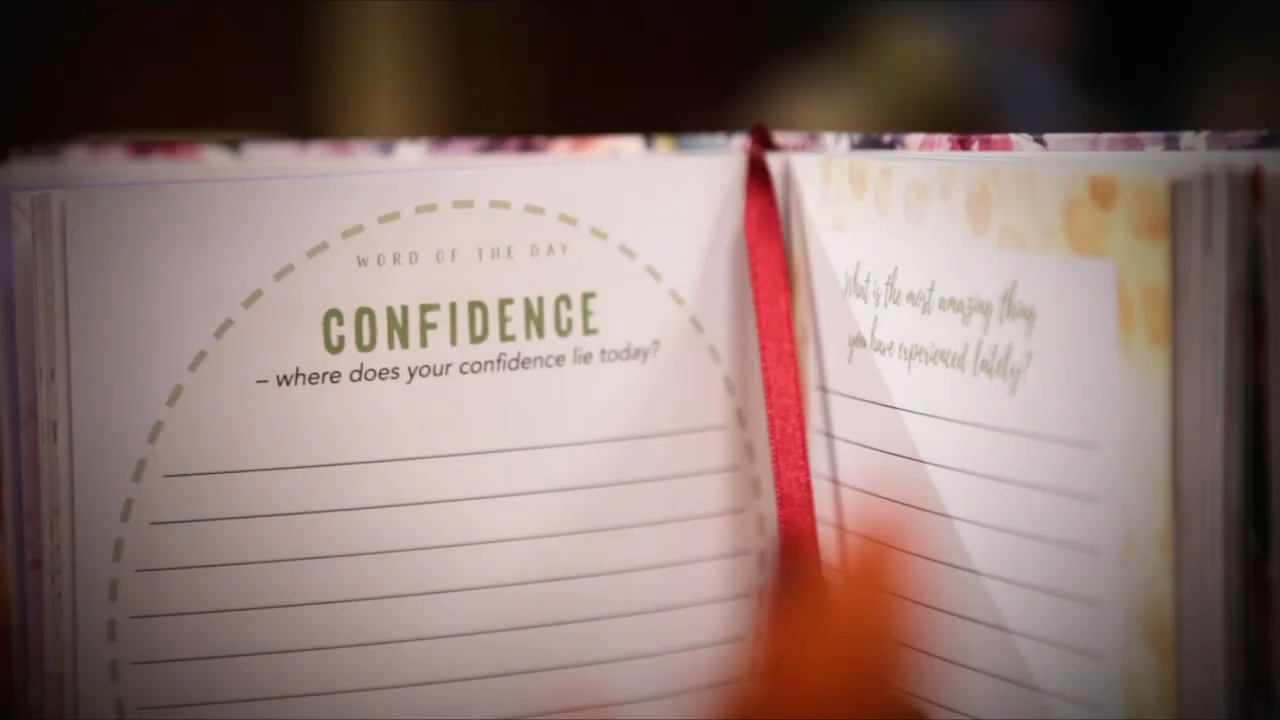 WORD OF THE DAY
CONFIDENCE
– where does your confidence lie today?
What is the most amazing thing
you have experienced lately?